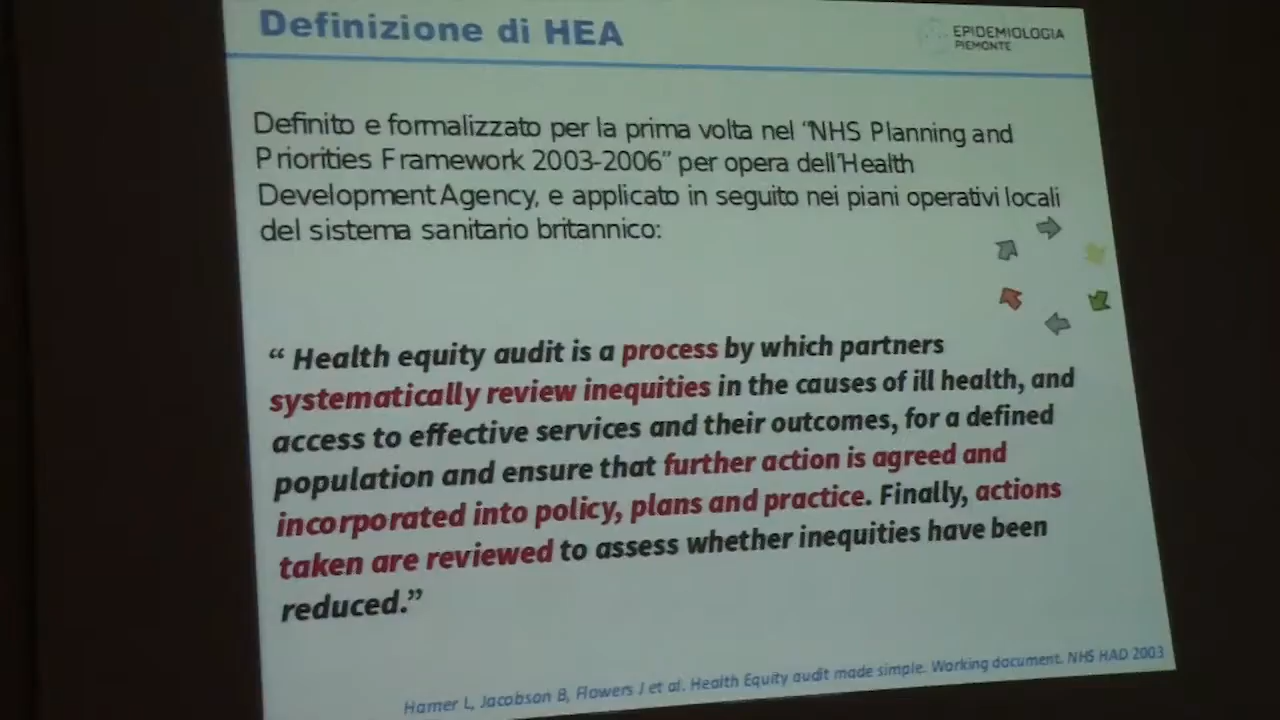 Definizione di HEA
EPIDEMIOLOGIA
PIEMONTE
Definito e formalizzato per la prima volta nel “NHS Planning and
Priorities Framework 2003-2006” per opera dell’Health
Development Agency, e applicato in seguito nei piani operativi locali
del sistema sanitario britannico:
“ Health equity audit is a process by which partners
systematically review inequities in the causes of ill health, and
access to effective services and their outcomes, for a defined
population and ensure that further action is agreed and
incorporated into policy, plans and practice. Finally, actions
taken are reviewed to assess whether inequities have been
reduced.”
Hamer L, Jacobson B, Flowers J et al. Health Equity audit made simple. Working document. NHS HAD 2003